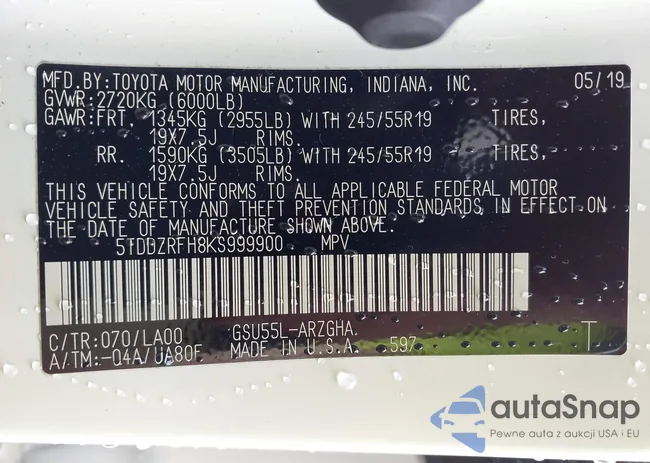 MFD. BY: TOYOTA MOTOR MANUFACTURING, INDIANA, INC. 05/19
GVWR: 2720KG (6000LB)
GAWR: FRT. 1345KG (2955LB) WITH 245/55R19 TIRES,
19X7.5J RIMS.
RR. 1590KG (3505LB) WITH 245/55R19 TIRES,
19X7.5J RIMS.
THIS VEHICLE CONFORMS TO ALL APPLICABLE FEDERAL MOTOR
VEHICLE SAFETY AND THEFT PREVENTION STANDARDS IN EFFECT ON
THE DATE OF MANUFACTURE SHOWN ABOVE.
5TDDZRFH8KS999900 MPV
C/TR: 070/LA00 GSU55L-ARZGHA
A/TM: -04A/UA80F MADE IN U.S.A. 597 T
autaSnap
Pewne auta z aukcji USA i EU